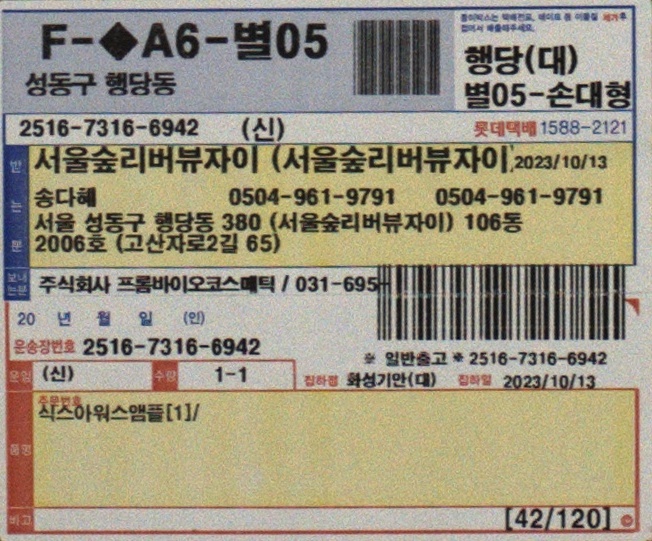 F-◆A6-별05
성동구 행당동
행당(대)
별05-손대형
2516-7316-6942 (신)
롯데택배 1588-2121
받는분
서울숲리버뷰자이 (서울숲리버뷰자이 2023/10/13
송다혜 0504-961-9791 0504-961-9791
서울 성동구 행당동 380 (서울숲리버뷰자이) 106동
2006호 (고산자로2길 65)
보내는분 주식회사 프롬바이오코스메틱 / 031-695-
20 년 월 일 (인)
운송장번호 2516-7316-6942
※ 일반출고 ※ 2516-7316-6942
운임 (신) 수량 1-1 집하점 화성기안(대) 집하일 2023/10/13
주문번호
식스아워스앰플[1]/
품명
비고 [42/120]